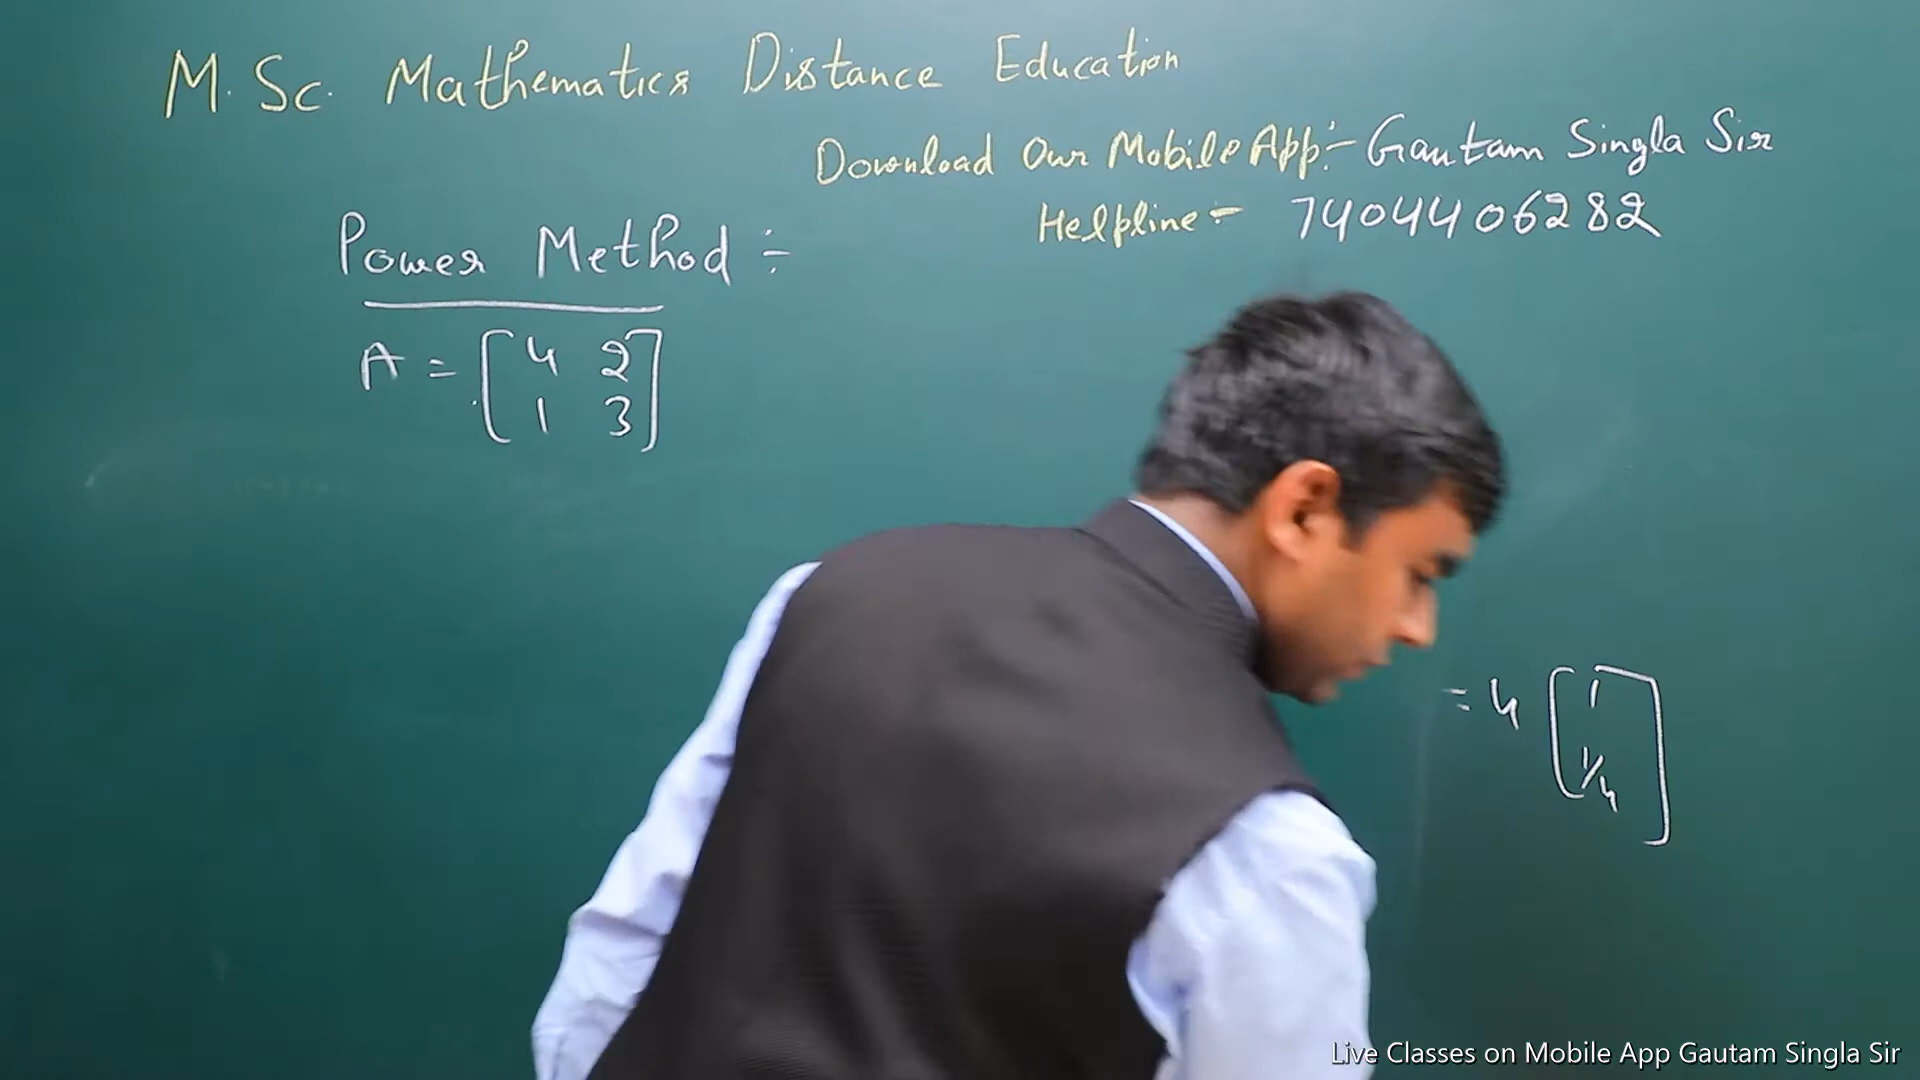 M.Sc. Mathematics Distance Education
Download Our Mobile App:- Gautam Singla Sir
Helpline:- 7404406282
Power Method :-
A = [ 4 2
1 3 ]
= 4 [ 1
1/4 ]
Live Classes on Mobile App Gautam Singla Sir